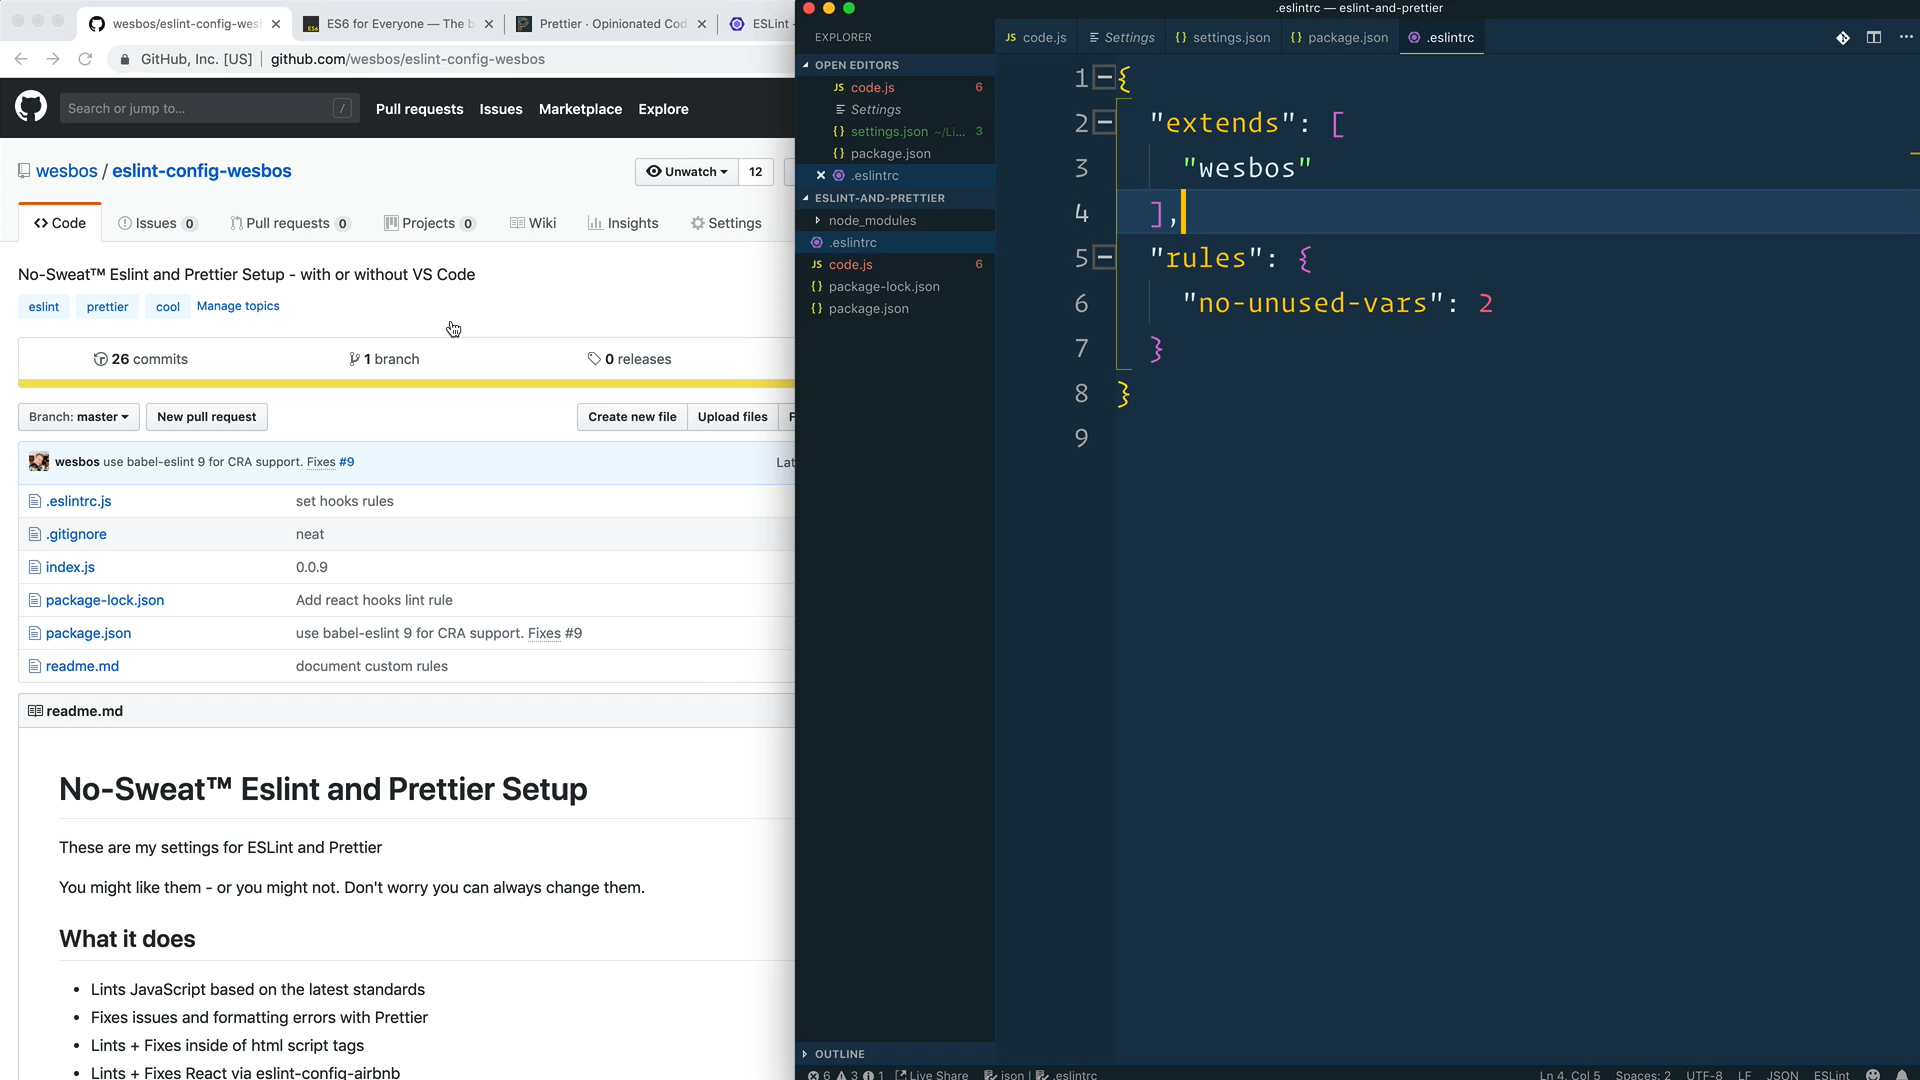 wesbos/eslint-config-wes
ES6 for Everyone — The b
Prettier · Opinionated Cod
ESLint -
GitHub, Inc. [US] | github.com/wesbos/eslint-config-wesbos
Search or jump to... /
Pull requests Issues Marketplace Explore
wesbos / eslint-config-wesbos
Unwatch 12
Code Issues 0 Pull requests 0 Projects 0 Wiki Insights Settings
No-Sweat™ Eslint and Prettier Setup - with or without VS Code
eslint prettier cool Manage topics
26 commits 1 branch 0 releases
Branch: master New pull request Create new file Upload files F
wesbos use babel-eslint 9 for CRA support. Fixes #9 Lat
.eslintrc.js set hooks rules
.gitignore neat
index.js 0.0.9
package-lock.json Add react hooks lint rule
package.json use babel-eslint 9 for CRA support. Fixes #9
readme.md document custom rules
readme.md
No-Sweat™ Eslint and Prettier Setup
These are my settings for ESLint and Prettier
You might like them - or you might not. Don't worry you can always change them.
What it does
• Lints JavaScript based on the latest standards
• Fixes issues and formatting errors with Prettier
• Lints + Fixes inside of html script tags
• Lints + Fixes React via eslint-config-airbnb
.eslintrc — eslint-and-prettier
EXPLORER
OPEN EDITORS
JS code.js 6
Settings
{} settings.json ~/Li... 3
{} package.json
.eslintrc
ESLINT-AND-PRETTIER
node_modules
.eslintrc
JS code.js 6
{} package-lock.json
{} package.json
OUTLINE
JS code.js Settings {} settings.json {} package.json .eslintrc
1 {
2 "extends": [
3 "wesbos"
4 ],
5 "rules": {
6 "no-unused-vars": 2
7 }
8 }
9
6 3 1 Live Share json | .eslintrc Ln 4, Col 5 Spaces: 2 UTF-8 LF JSON ESLint